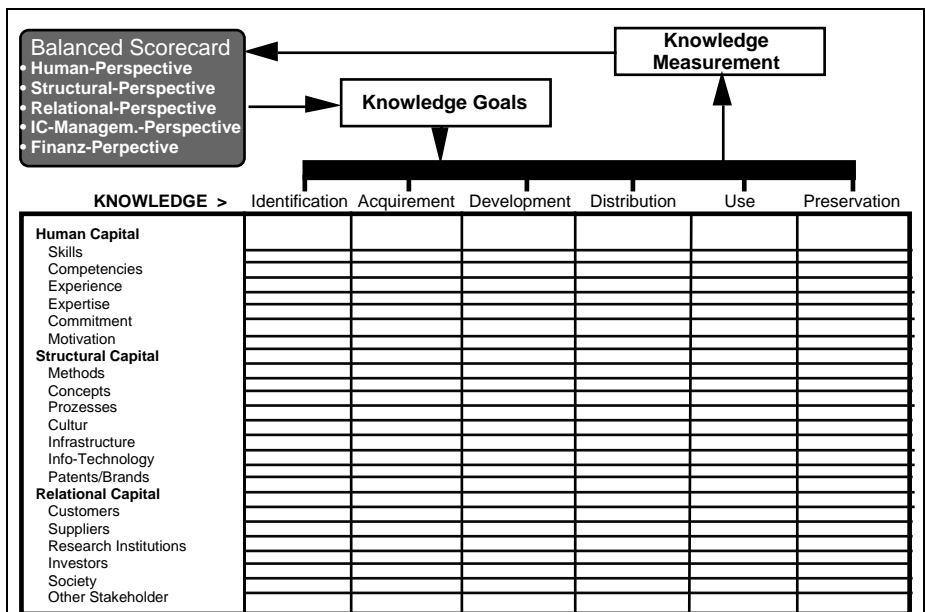 Balanced Scorecard
• Human-Perspective
• Structural-Perspective
• Relational-Perspective
• IC-Managem.-Perspective
• Finanz-Perpective
Knowledge
Measurement
Knowledge Goals
KNOWLEDGE > Identification Acquirement Development Distribution Use Preservation
Human Capital
Skills
Competencies
Experience
Expertise
Commitment
Motivation
Structural Capital
Methods
Concepts
Prozesses
Cultur
Infrastructure
Info-Technology
Patents/Brands
Relational Capital
Customers
Suppliers
Research Institutions
Investors
Society
Other Stakeholder